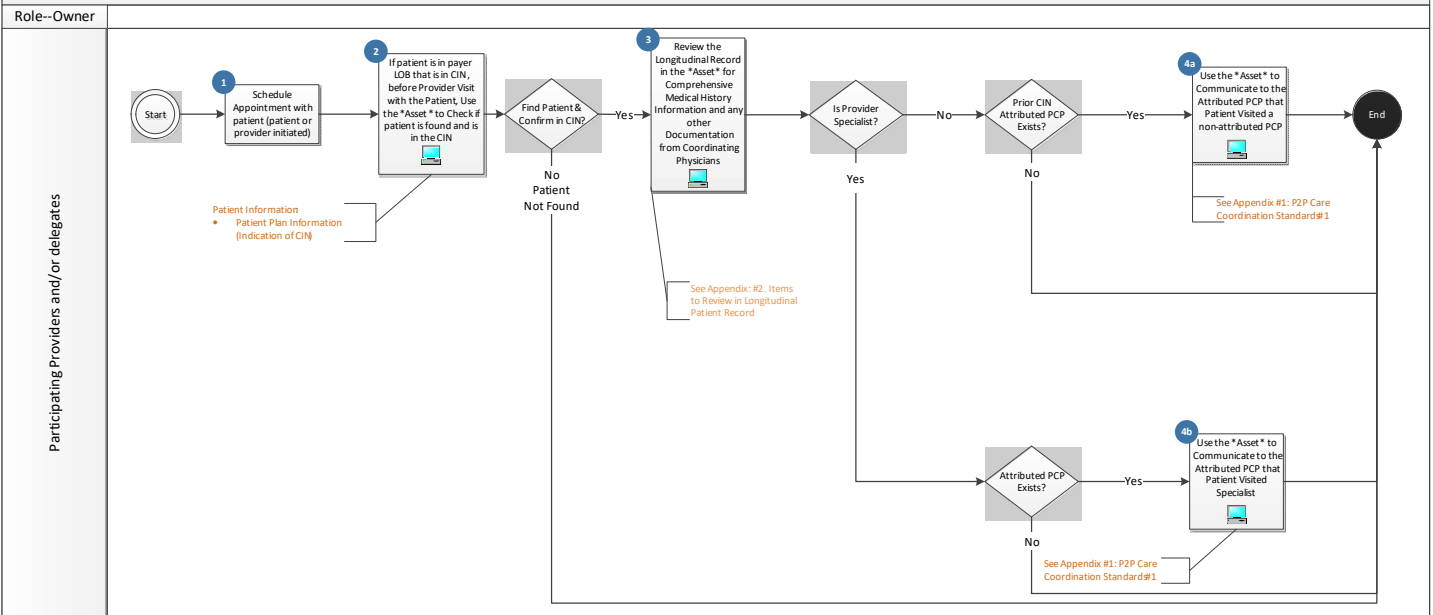 Role--Owner
Participating Providers and/or delegates
Start
1
Schedule
Appointment with
patient (patient or
provider initiated)
2
If patient is in payer
LOB that is in CIN,
before Provider Visit
with the Patient, Use
the *Asset* to Check if
patient is found and is
in the CIN
Patient Information:
• Patient Plan Information
(Indication of CIN)
Find Patient &
Confirm in CIN?
Yes
No
Patient
Not Found
3
Review the
Longitudinal Record
in the *Asset* for
Comprehensive
Medical History
Information and any
other
Documentation
from Coordinating
Physicians
See Appendix: #2. Items
to Review in Longitudinal
Patient Record
Is Provider
Specialist?
No
Yes
Prior CIN
Attributed PCP
Exists?
Yes
No
4a
Use the *Asset* to
Communicate to the
Attributed PCP that
Patient Visited a
non-attributed PCP
See Appendix #1: P2P Care
Coordination Standards#1
End
Attributed PCP
Exists?
Yes
No
4b
Use the *Asset* to
Communicate to the
Attributed PCP that
Patient Visited
Specialist
See Appendix #1: P2P Care
Coordination Standards#1